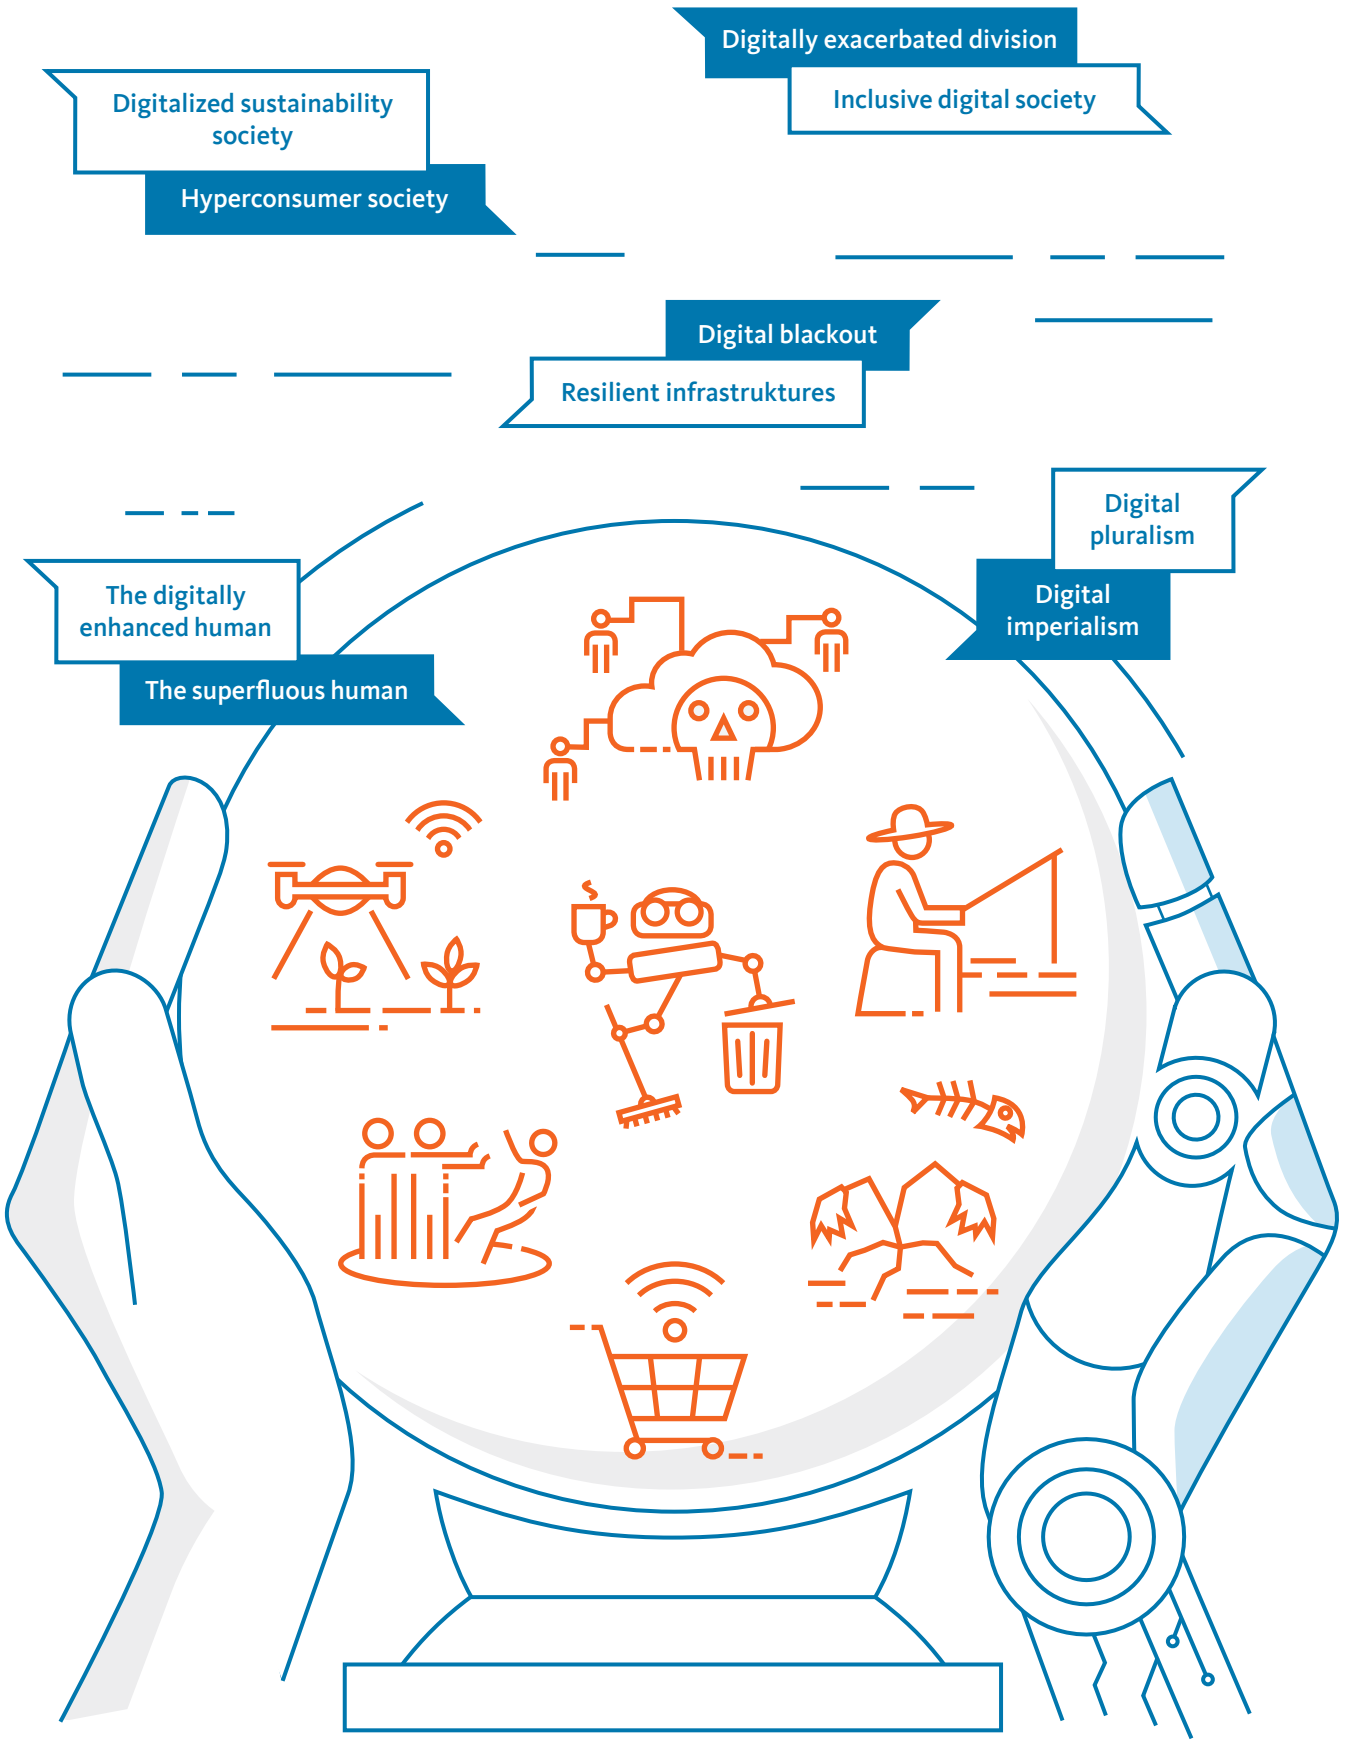 Digitally exacerbated division
Inclusive digital society
Digitalized sustainability
society
Hyperconsumer society
Digital blackout
Resilient infrastruktures
Digital
pluralism
Digital
imperialism
The digitally
enhanced human
The superfluous human